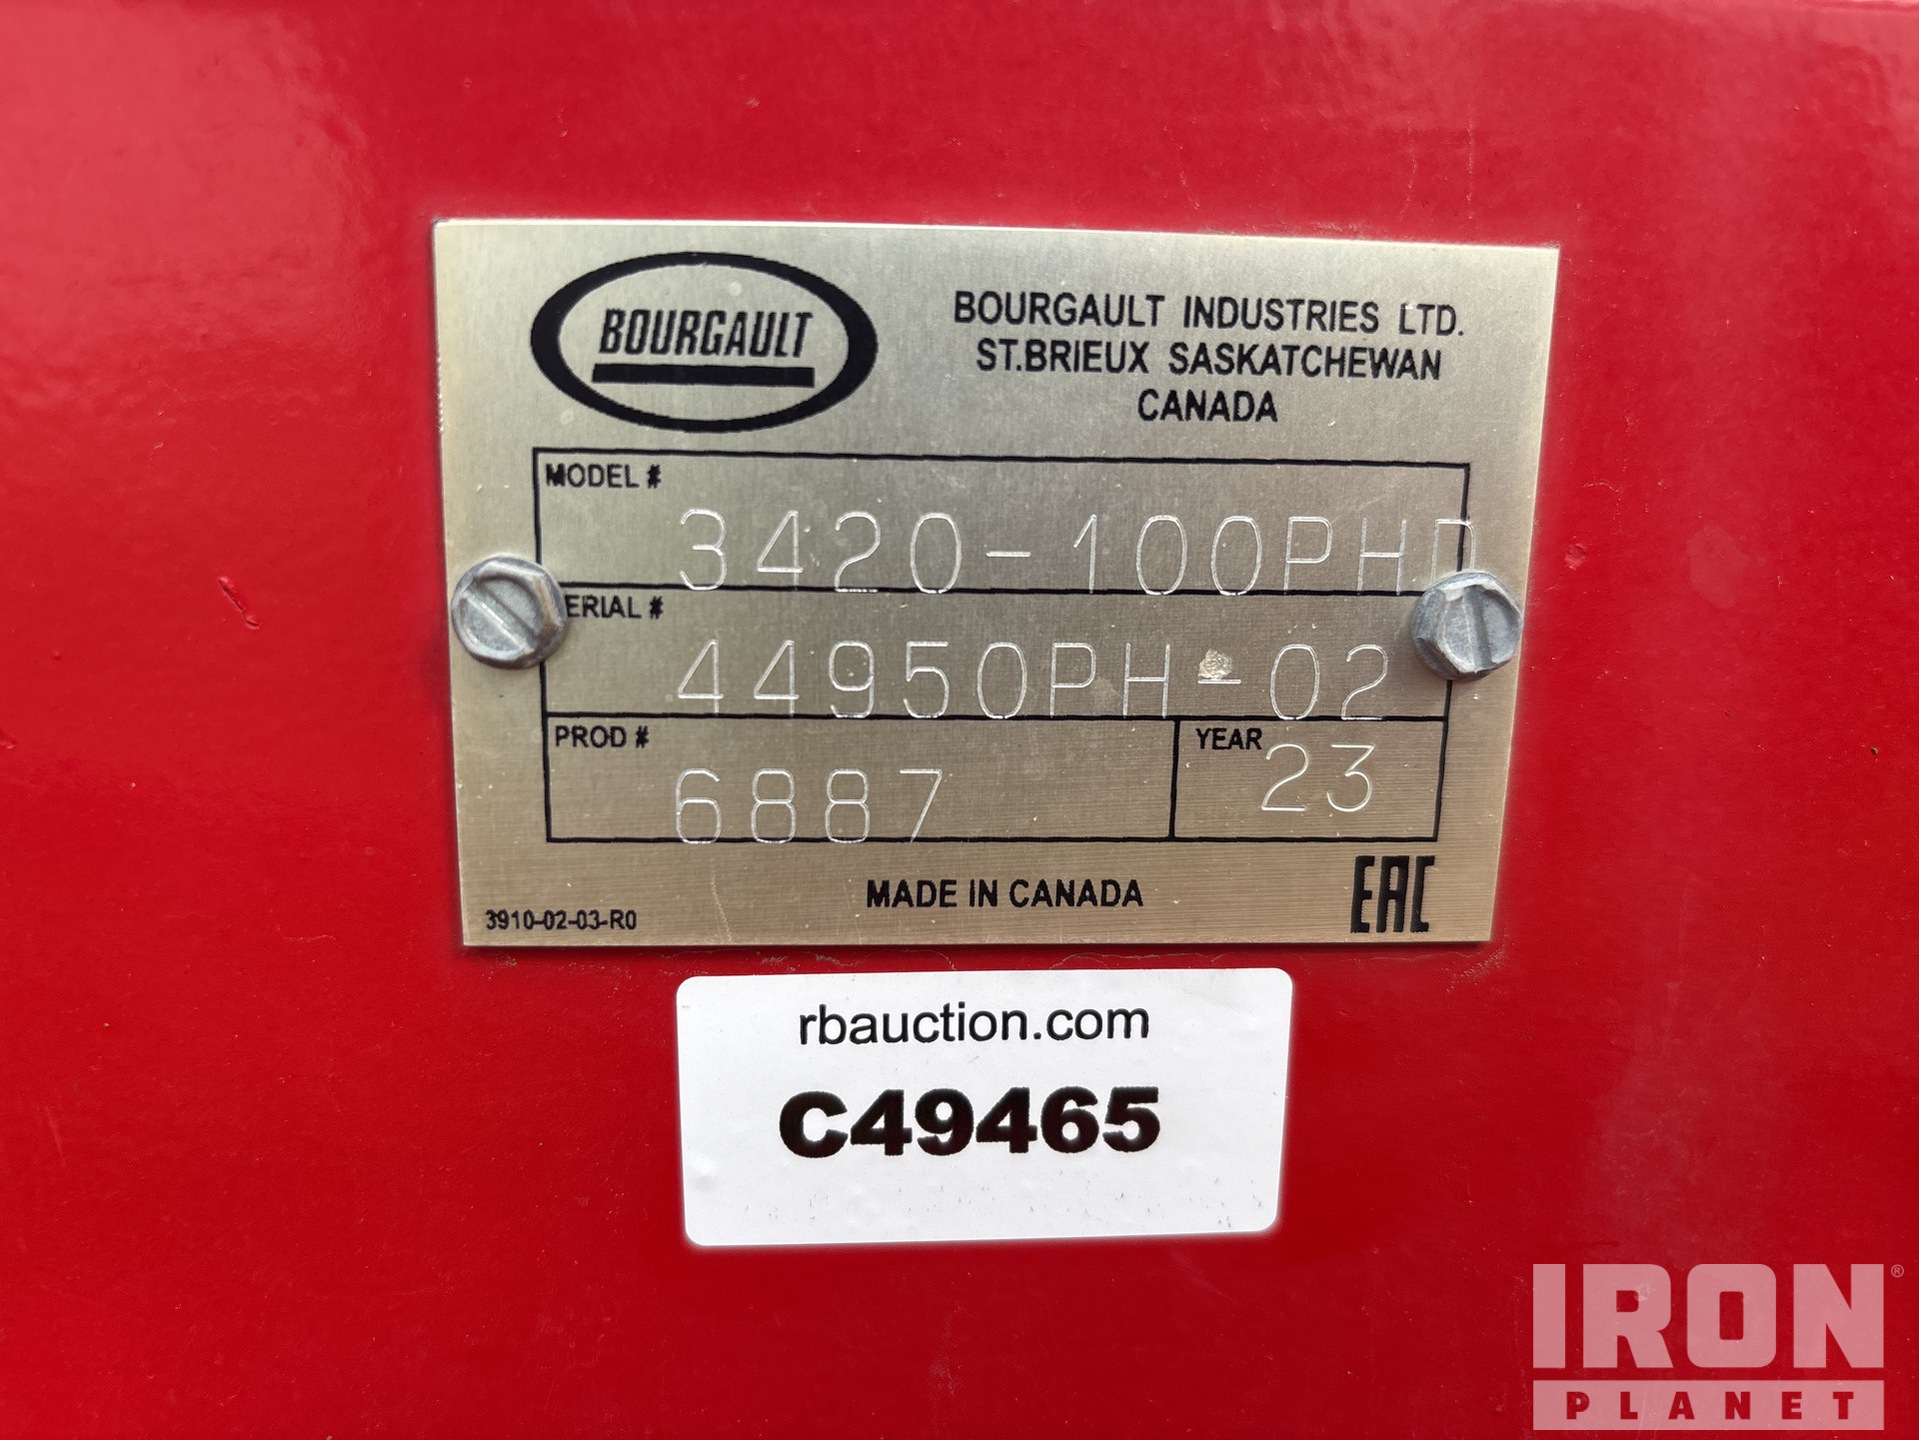 BOURGAULT
BOURGAULT INDUSTRIES LTD.
ST.BRIEUX SASKATCHEWAN
CANADA
MODEL #
3420-100PHD
ERIAL #
44950PH-02
PROD #
6887
YEAR
23
MADE IN CANADA
3910-02-03-R0
EAC
rbauction.com
C49465
IRON®
PLANET